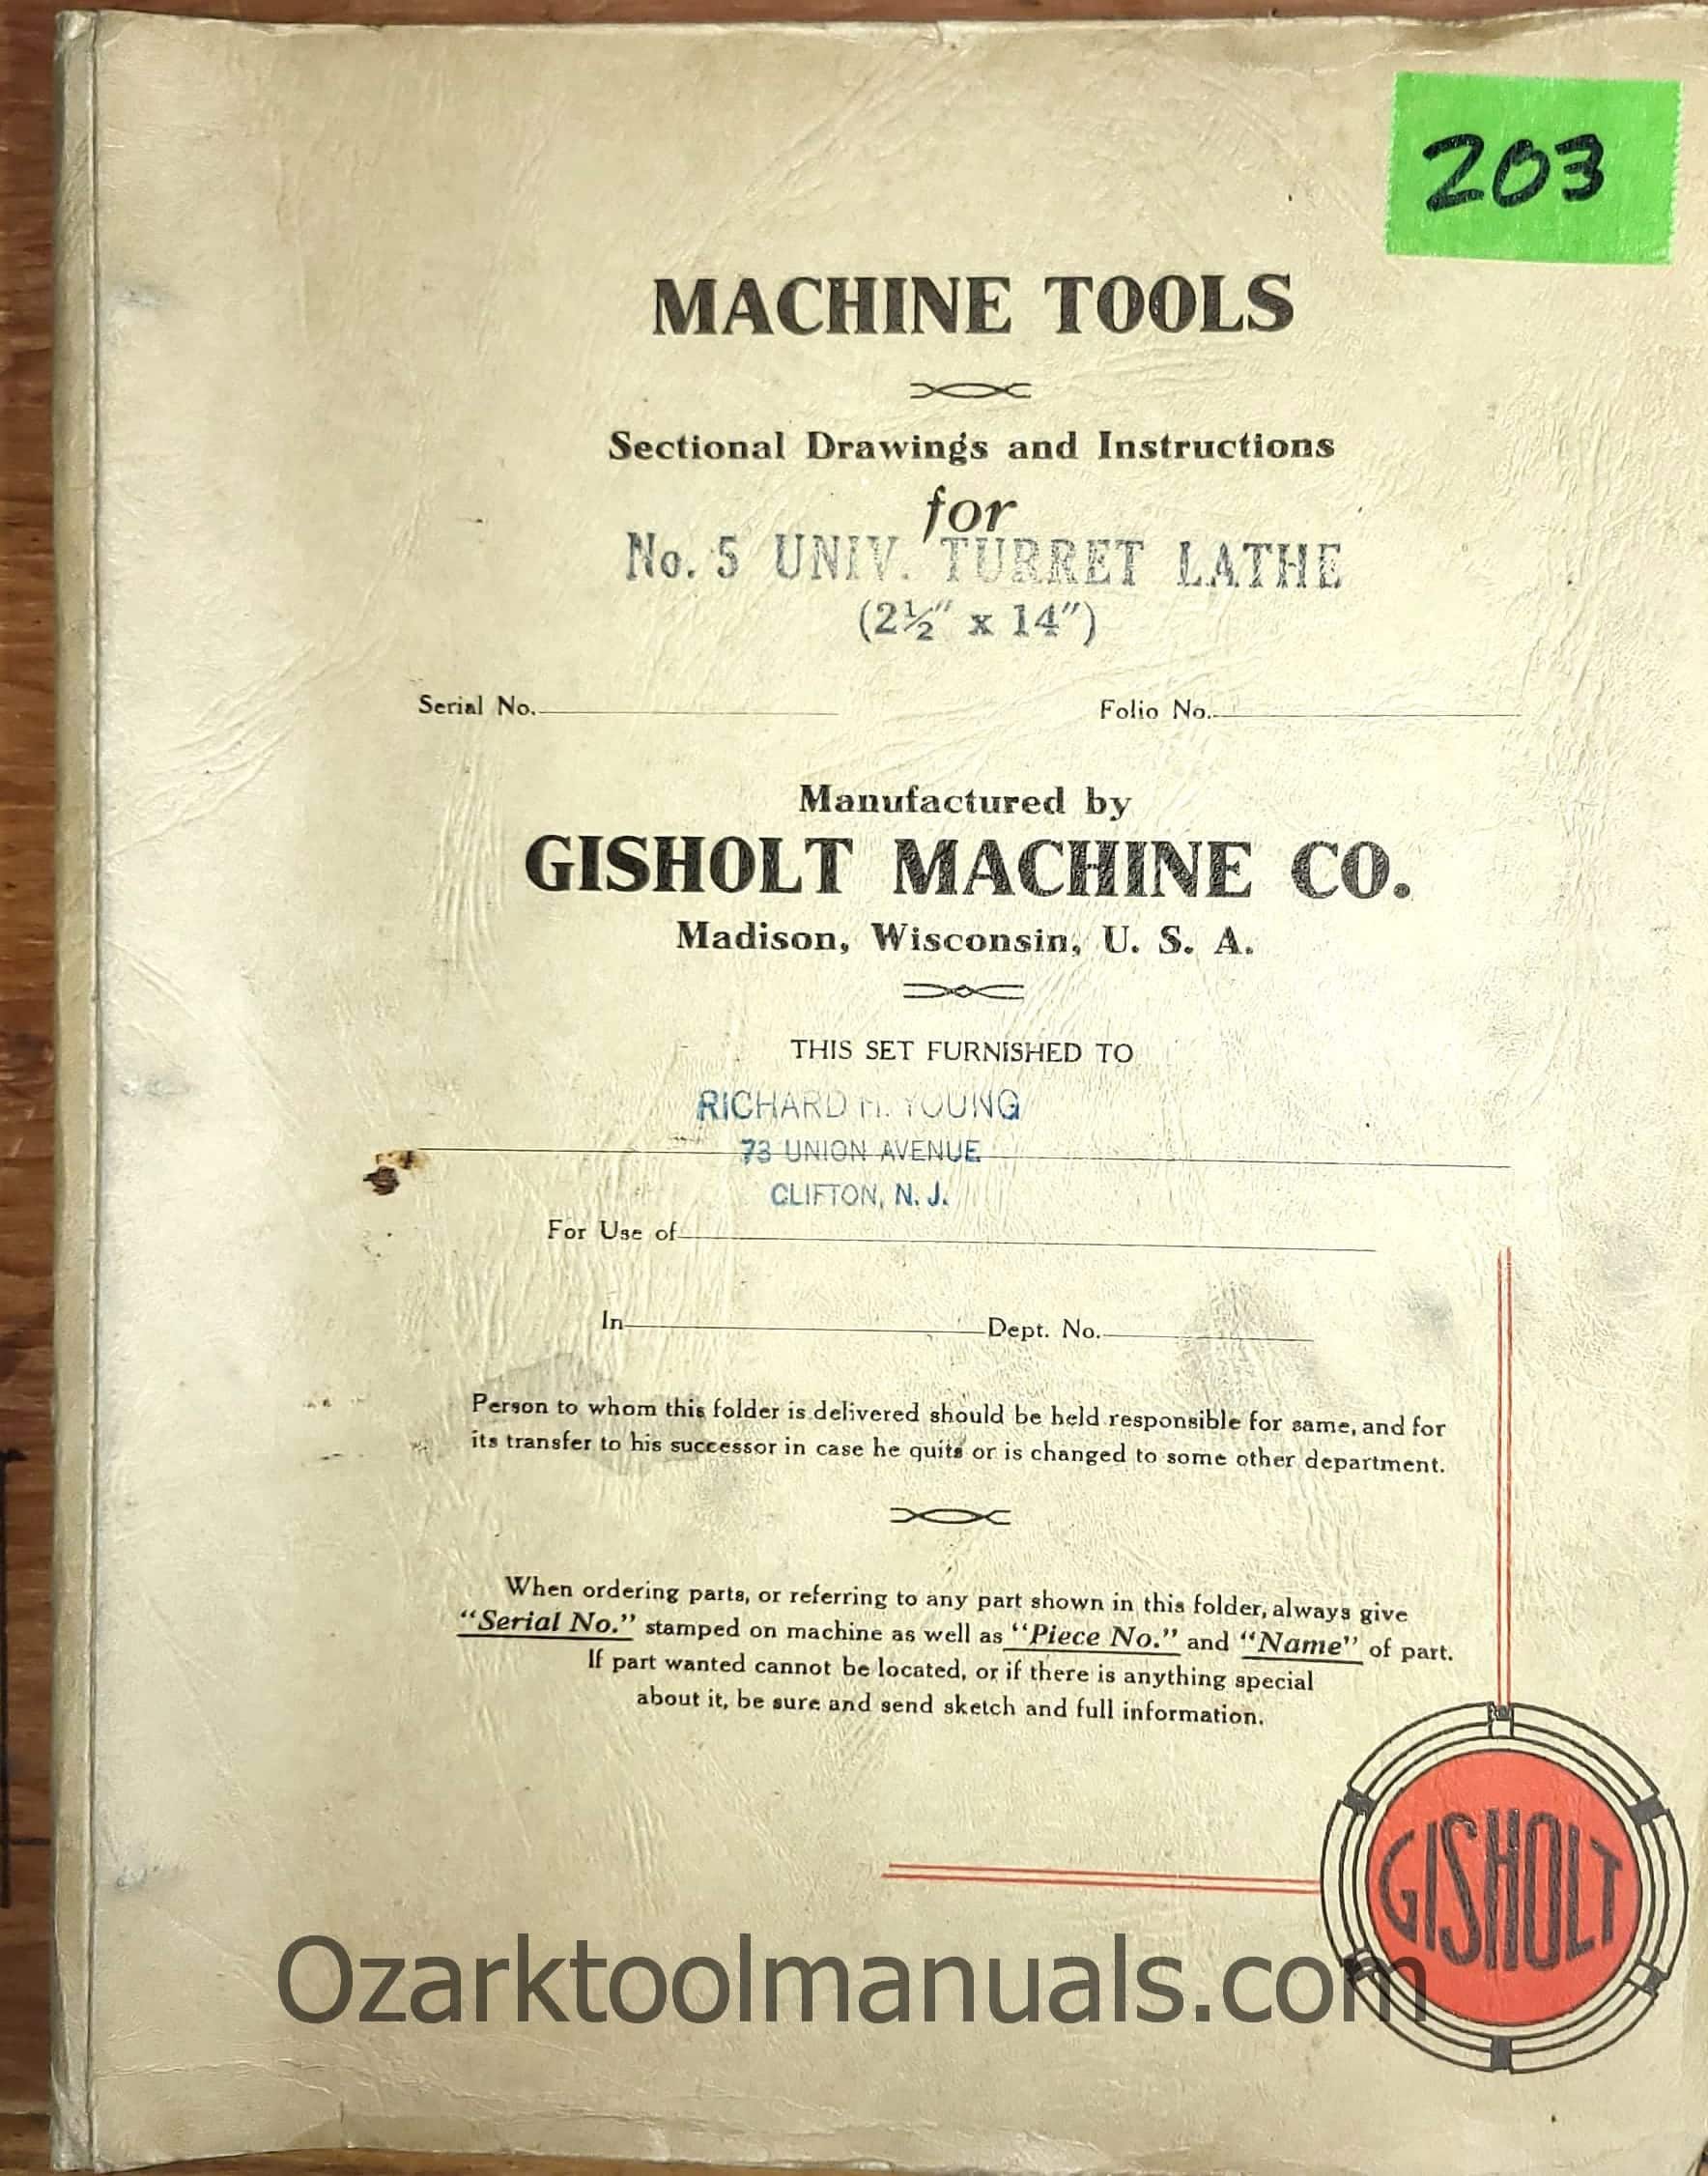 203
MACHINE TOOLS
Sectional Drawings and Instructions
for
No. 5 UNIV. TURRET LATHE
(2½" x 14")
Serial No. Folio No.
Manufactured by
GISHOLT MACHINE CO.
Madison, Wisconsin, U. S. A.
THIS SET FURNISHED TO
RICHARD H. YOUNG
73 UNION AVENUE
CLIFTON, N. J.
For Use of
In Dept. No.
Person to whom this folder is delivered should be held responsible for same, and for
its transfer to his successor in case he quits or is changed to some other department.
When ordering parts, or referring to any part shown in this folder, always give
"Serial No." stamped on machine as well as "Piece No." and "Name" of part.
If part wanted cannot be located, or if there is anything special
about it, be sure and send sketch and full information.
GISHOLT
Ozarktoolmanuals.com